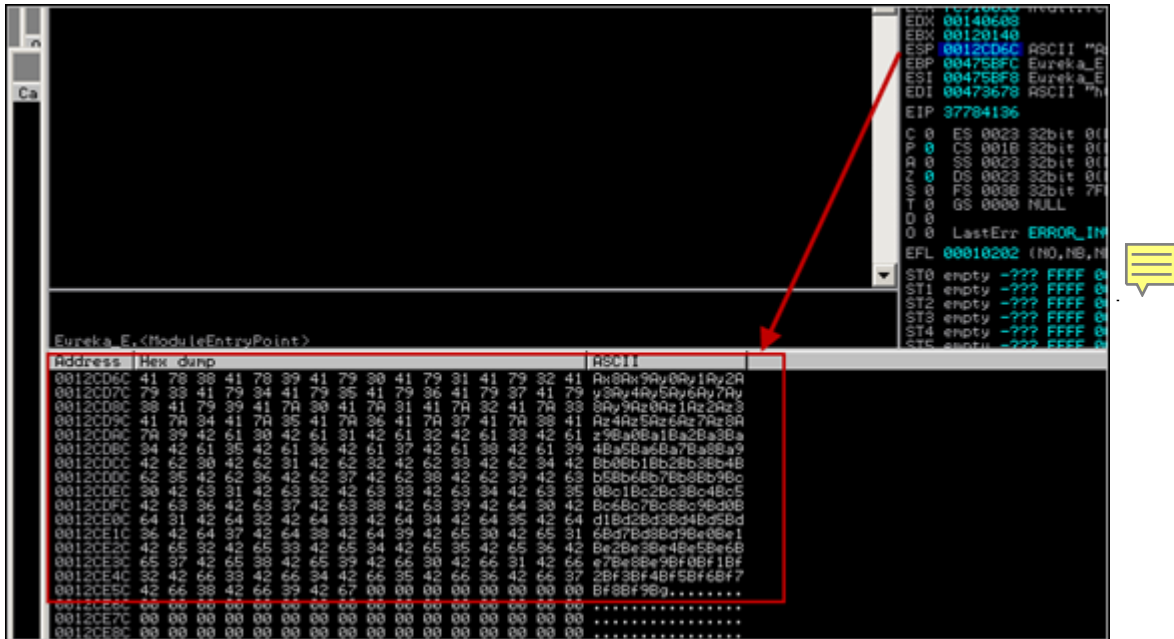 Ca
EDX 00140608
EBX 00120140
ESP 0012CD6C ASCII
EBP 00475BFC Eureka_E
ESI 00475BF8 Eureka_E
EDI 00473678 ASCII
EIP 37784136
C 0 ES 0023 32bit
P 0 CS 001B 32bit
A 0 SS 0023 32bit
Z 0 DS 0023 32bit
S 0 FS 003B 32bit
T 0 GS 0000 NULL
D 0
O 0 LastErr
EFL 00010202 (NO,NB,
ST0 empty -??? FFFF
ST1 empty -??? FFFF
ST2 empty -??? FFFF
ST3 empty -??? FFFF
ST4 empty -??? FFFF
ST5 empty -??? FFFF
Eureka_E.<ModuleEntryPoint>
Address Hex dump ASCII
0012CD6C 41 78 38 41 78 39 41 79 30 41 79 31 41 79 32 41 Ax8Ax9Ay0Ay1Ay2A
0012CD7C 79 33 41 79 34 41 79 35 41 79 36 41 79 37 41 79 y3Ay4Ay5Ay6Ay7Ay
0012CD8C 38 41 79 39 41 7A 30 41 7A 31 41 7A 32 41 7A 33 8Ay9Az0Az1Az2Az3
0012CD9C 41 7A 34 41 7A 35 41 7A 36 41 7A 37 41 7A 38 41 Az4Az5Az6Az7Az8A
0012CDAC 7A 39 42 61 30 42 61 31 42 61 32 42 61 33 42 61 z9Ba0Ba1Ba2Ba3Ba
0012CDBC 34 42 61 35 42 61 36 42 61 37 42 61 38 42 61 39 4Ba5Ba6Ba7Ba8Ba9
0012CDCC 42 62 30 42 62 31 42 62 32 42 62 33 42 62 34 42 Bb0Bb1Bb2Bb3Bb4B
0012CDDC 62 35 42 62 36 42 62 37 42 62 38 42 62 39 42 63 b5Bb6Bb7Bb8Bb9Bc
0012CDEC 30 42 63 31 42 63 32 42 63 33 42 63 34 42 63 35 0Bc1Bc2Bc3Bc4Bc5
0012CDFC 42 63 36 42 63 37 42 63 38 42 63 39 42 64 30 42 Bc6Bc7Bc8Bc9Bd0B
0012CE0C 64 31 42 64 32 42 64 33 42 64 34 42 64 35 42 64 d1Bd2Bd3Bd4Bd5Bd
0012CE1C 36 42 64 37 42 64 38 42 64 39 42 65 30 42 65 31 6Bd7Bd8Bd9Be0Be1
0012CE2C 42 65 32 42 65 33 42 65 34 42 65 35 42 65 36 42 Be2Be3Be4Be5Be6B
0012CE3C 65 37 42 65 38 42 65 39 42 66 30 42 66 31 42 66 e7Be8Be9Bf0Bf1Bf
0012CE4C 32 42 66 33 42 66 34 42 66 35 42 66 36 42 66 37 2Bf3Bf4Bf5Bf6Bf7
0012CE5C 42 66 38 42 66 39 42 67 00 00 00 00 00 00 00 00 Bf8Bf9Bg........
0012CE7C 00 00 00 00 00 00 00 00 00 00 00 00 00 00 00 00 ................
0012CE8C 00 00 00 00 00 00 00 00 00 00 00 00 00 00 00 00 ................